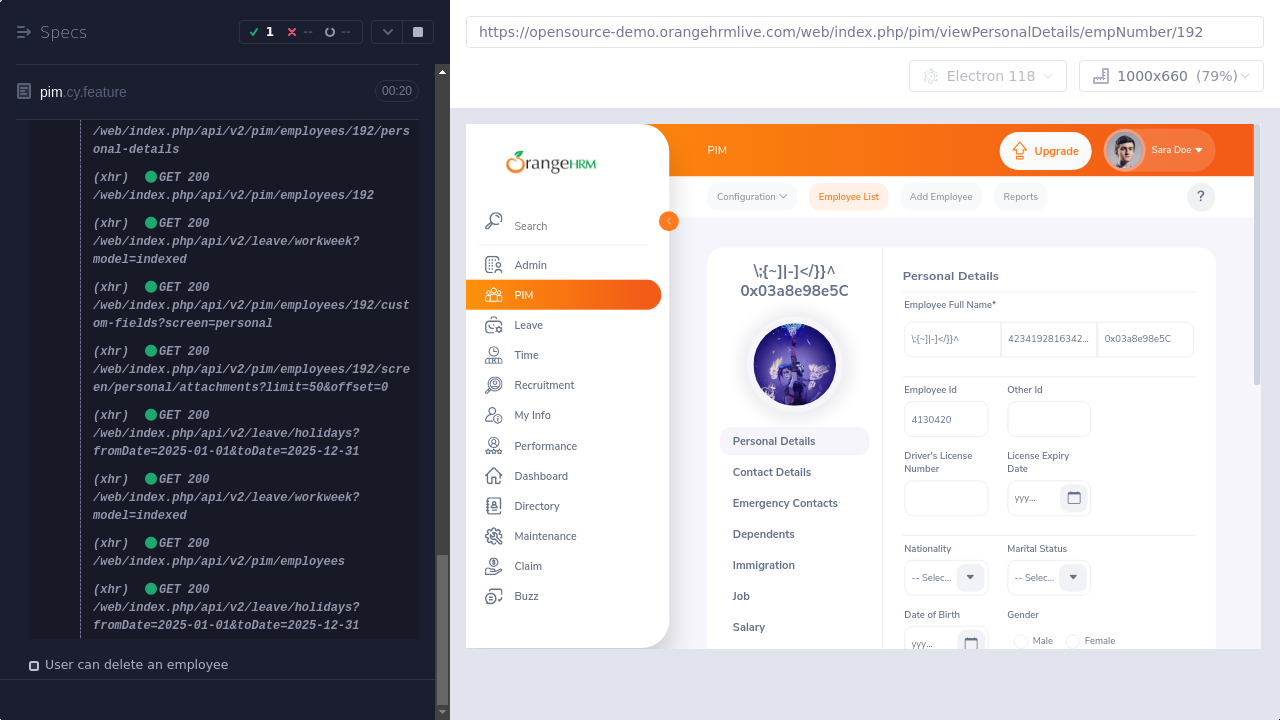 Specs
1
--
--
pim.cy.feature
00:20
/web/index.php/api/v2/pim/employees/192/pers
onal-details
(xhr) GET 200
/web/index.php/api/v2/pim/employees/192
(xhr) GET 200
/web/index.php/api/v2/leave/workweek?
model=indexed
(xhr) GET 200
/web/index.php/api/v2/pim/employees/192/cust
om-fields?screen=personal
(xhr) GET 200
/web/index.php/api/v2/pim/employees/192/scre
en/personal/attachments?limit=50&offset=0
(xhr) GET 200
/web/index.php/api/v2/leave/holidays?
fromDate=2025-01-01&toDate=2025-12-31
(xhr) GET 200
/web/index.php/api/v2/leave/workweek?
model=indexed
(xhr) GET 200
/web/index.php/api/v2/pim/employees
(xhr) GET 200
/web/index.php/api/v2/leave/holidays?
fromDate=2025-01-01&toDate=2025-12-31
User can delete an employee
https://opensource-demo.orangehrmlive.com/web/index.php/pim/viewPersonalDetails/empNumber/192
Electron 118
1000x660 (79%)
OrangeHRM
Search
Admin
PIM
Leave
Time
Recruitment
My Info
Performance
Dashboard
Directory
Maintenance
Claim
Buzz
PIM
Upgrade
Sara Doe
Configuration
Employee List
Add Employee
Reports
?
\;{~]|-]</}}^
0x03a8e98e5C
Personal Details
Contact Details
Emergency Contacts
Dependents
Immigration
Job
Salary
Personal Details
Employee Full Name*
\;{~]|-]</}}^
4234192816342...
0x03a8e98e5C
Employee Id
Other Id
4130420
Driver's License
Number
License Expiry
Date
yyy...
Nationality
Marital Status
-- Selec...
-- Selec...
Date of Birth
Gender
yyy...
Male
Female